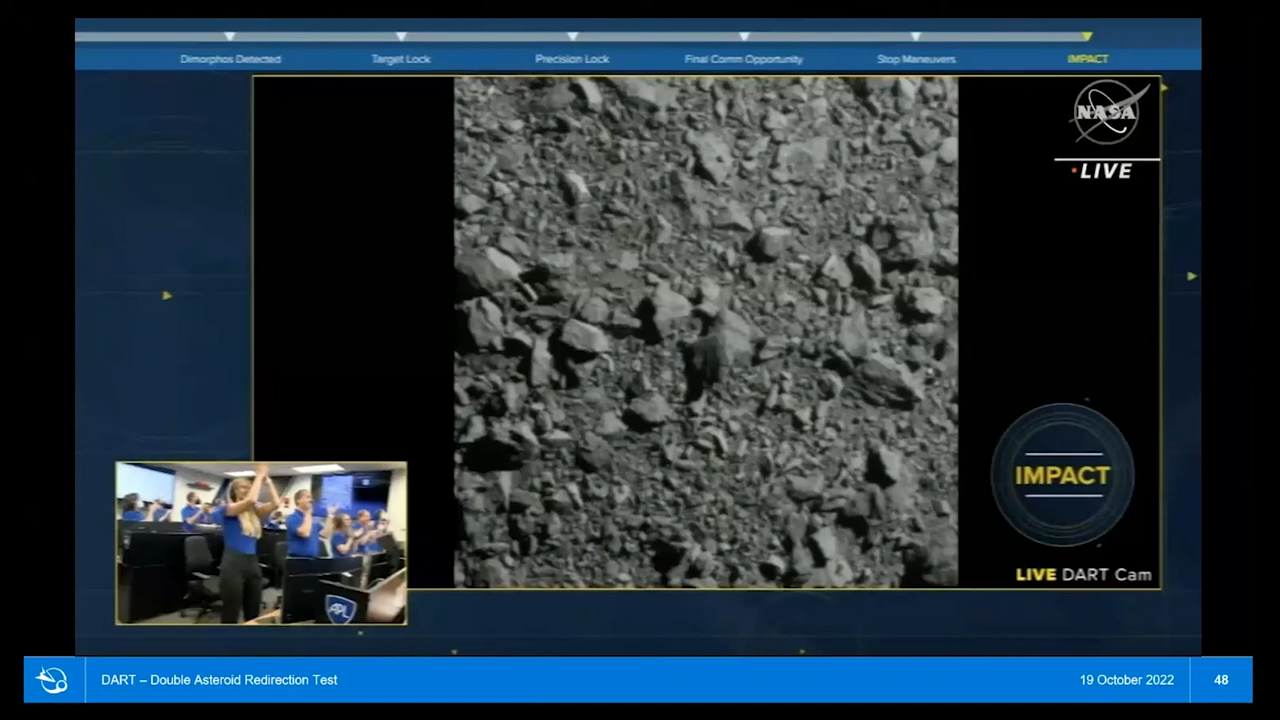 Dimorphos Detected
Target Lock
Precision Lock
Final Comm Opportunity
Stop Maneuvers
IMPACT
NASA
LIVE
IMPACT
LIVE DART Cam
APL
DART – Double Asteroid Redirection Test
19 October 2022
48